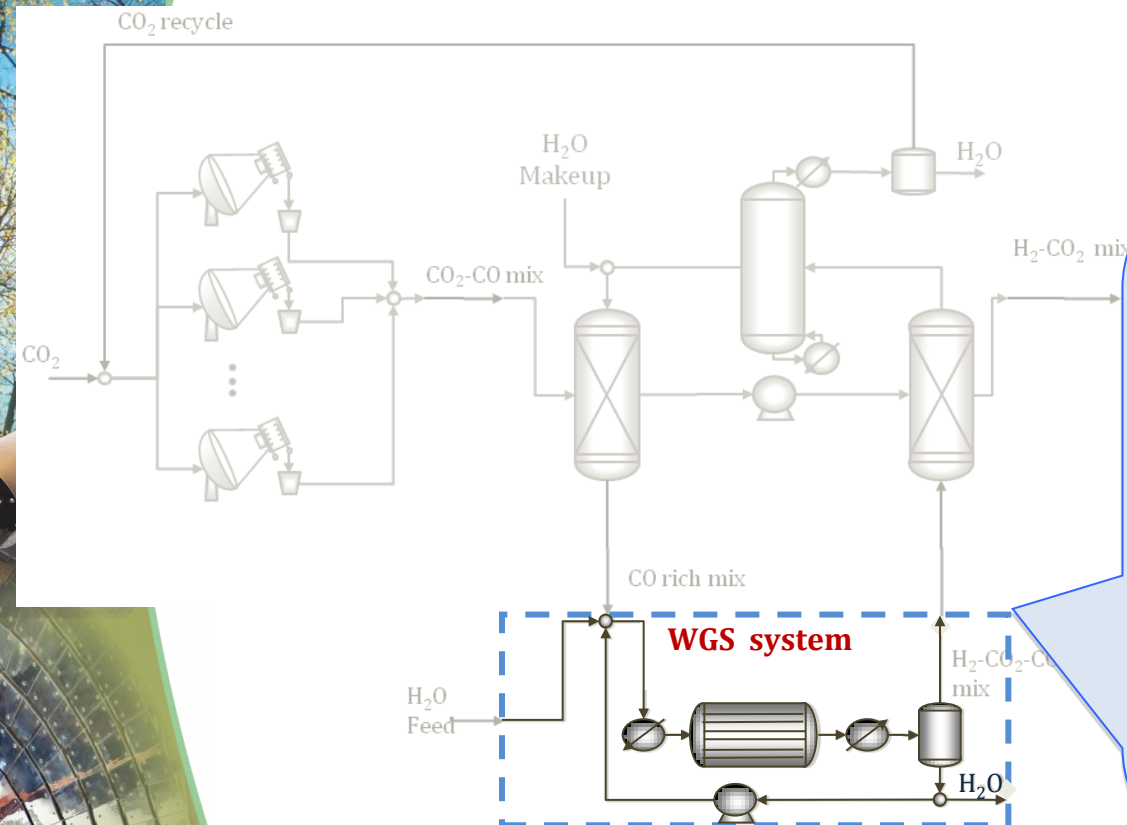 CO₂ recycle
H₂O
Makeup
H₂O
H₂-CO₂ mix
CO₂-CO mix
CO₂
CO rich mix
WGS system
H₂-CO₂-CO
mix
H₂O
Feed
H₂O